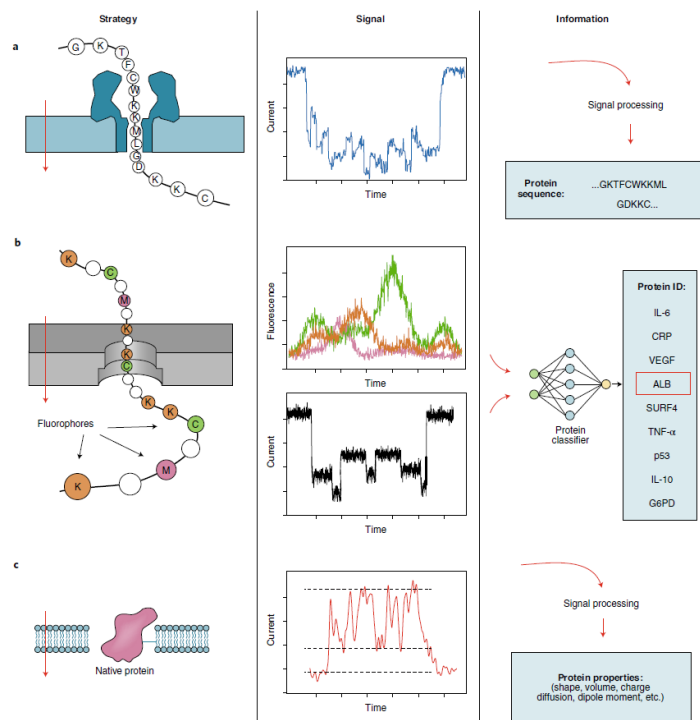 Strategy
Signal
Information
a
G
K
T
F
C
W
K
K
M
L
G
D
K
K
C
Current
Time
Signal processing
Protein
sequence:
...GKTFCWKKML
GDKKC...
b
K
C
M
K
K
C
K
K
C
M
K
Fluorophores
Fluorescence
Current
Time
Protein
classifier
Protein ID:
IL-6
CRP
VEGF
ALB
SURF4
TNF-α
p53
IL-10
G6PD
c
Native protein
Current
Time
Signal processing
Protein properties:
(shape, volume, charge
diffusion, dipole moment, etc.)